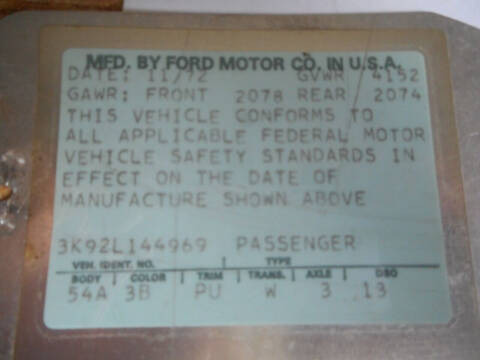 MFD. BY FORD MOTOR CO. IN U.S.A.
DATE: 11/72 GVWR 4152
GAWR: FRONT 2078 REAR 2074
THIS VEHICLE CONFORMS TO
ALL APPLICABLE FEDERAL MOTOR
VEHICLE SAFETY STANDARDS IN
EFFECT ON THE DATE OF
MANUFACTURE SHOWN ABOVE
3K92L144969 PASSENGER
VEH. IDENT. NO. TYPE
BODY COLOR TRIM TRANS. AXLE DSO
54A 3B PU W 3 13